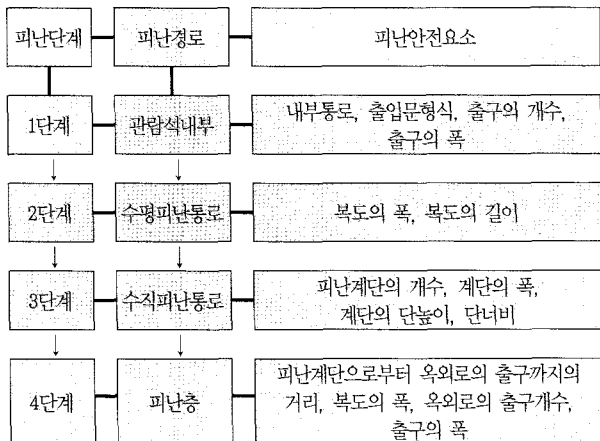 피난단계 피난경로 피난안전요소
1단계 관람석내부 내부통로, 출입문형식, 출구의 개수,
출구의 폭
2단계 수평피난통로 복도의 폭, 복도의 길이
3단계 수직피난통로 피난계단의 개수, 계단의 폭,
계단의 단높이, 단너비
4단계 피난층 피난계단으로부터 옥외로의 출구까지의
거리, 복도의 폭, 옥외로의 출구개수,
출구의 폭